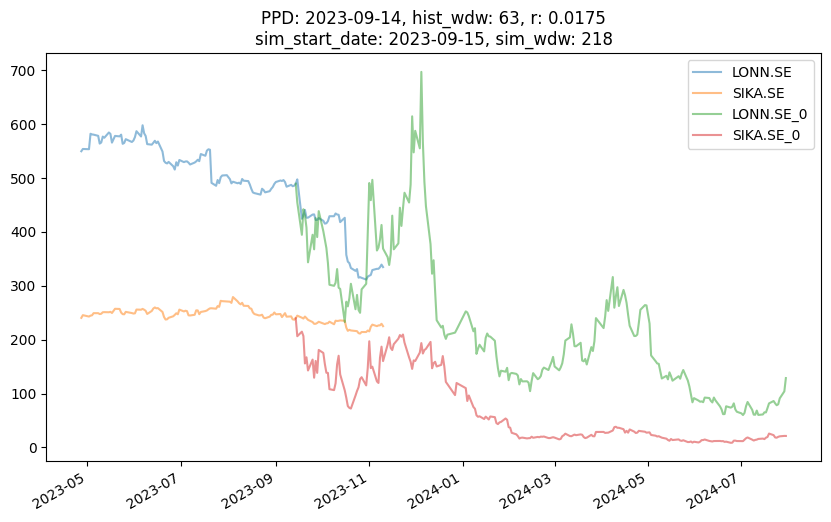 PPD: 2023-09-14, hist_wdw: 63, r: 0.0175
sim_start_date: 2023-09-15, sim_wdw: 218
700
600
500
400
300
200
100
0
LONN.SE
SIKA.SE
LONN.SE_0
SIKA.SE_0
2023-05
2023-07
2023-09
2023-11
2024-01
2024-03
2024-05
2024-07